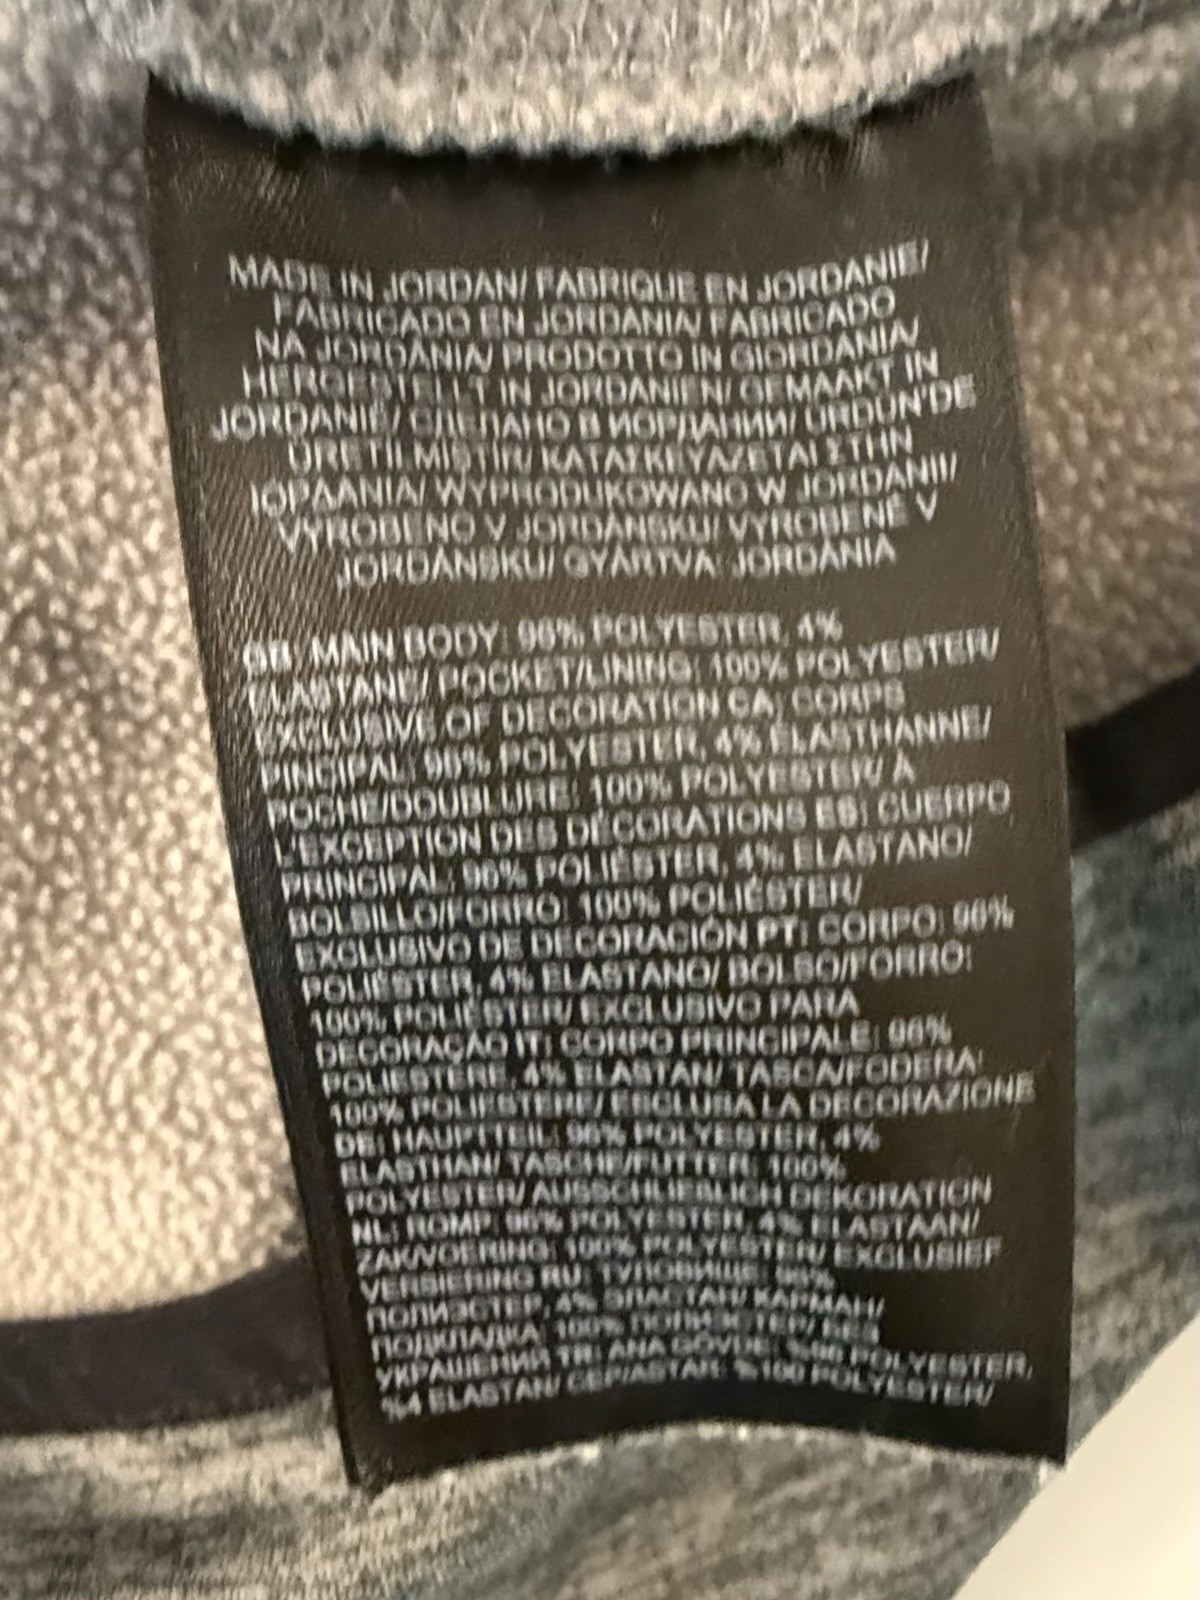 MADE IN JORDAN/ FABRIQUE EN JORDANIE/
FABRICADO EN JORDANIA/ FABRICADO
NA JORDÂNIA/ PRODOTTO IN GIORDANIA/
HERGESTELLT IN JORDANIEN/ GEMAAKT IN
JORDANIË/ СДЕЛАНО В ИОРДАНИИ/ ÜRDÜN'DE
ÜRETİLMİŞTİR/ ΚΑΤΑΣΚΕΥΑΖΕΤΑΙ ΣΤΗΝ
ΙΟΡΔΑΝΙΑ/ WYPRODUKOWANO W JORDANII/
VYROBENO V JORDÁNSKU/ VYROBENÉ V
JORDÁNSKU/ GYÁRTVA: JORDÁNIA
GB: MAIN BODY: 96% POLYESTER, 4%
ELASTANE/ POCKET/LINING: 100% POLYESTER/
EXCLUSIVE OF DECORATION CA: CORPS
PINCIPAL: 96% POLYESTER, 4% ÉLASTHANNE/
POCHE/DOUBLURE: 100% POLYESTER/ À
L'EXCEPTION DES DÉCORATIONS ES: CUERPO
PRINCIPAL: 96% POLIÉSTER, 4% ELASTANO/
BOLSILLO/FORRO: 100% POLIÉSTER/
EXCLUSIVO DE DECORACIÓN PT: CORPO: 96%
POLIÉSTER, 4% ELASTANO/ BOLSO/FORRO:
100% POLIÉSTER/ EXCLUSIVO PARA
DECORAÇÃO IT: CORPO PRINCIPALE: 96%
POLIESTERE, 4% ELASTAN/ TASCA/FODERA:
100% POLIESTERE/ ESCLUSA LA DECORAZIONE
DE: HAUPTTEIL: 96% POLYESTER, 4%
ELASTHAN/ TASCHE/FUTTER: 100%
POLYESTER/ AUSSCHLIEßLICH DEKORATION
NL: ROMP: 96% POLYESTER, 4% ELASTAAN/
ZAK/VOERING: 100% POLYESTER/ EXCLUSIEF
VERSIERING RU: ТУЛОВИЩЕ: 96%
ПОЛИЭСТЕР, 4% ЭЛАСТАН/ КАРМАН/
ПОДКЛАДКА: 100% ПОЛИЭСТЕР/ БЕЗ
УКРАШЕНИЯ TR: ANA GÖVDE: %96 POLYESTER,
%4 ELASTAN/ CEP/ASTAR: %100 POLYESTER/